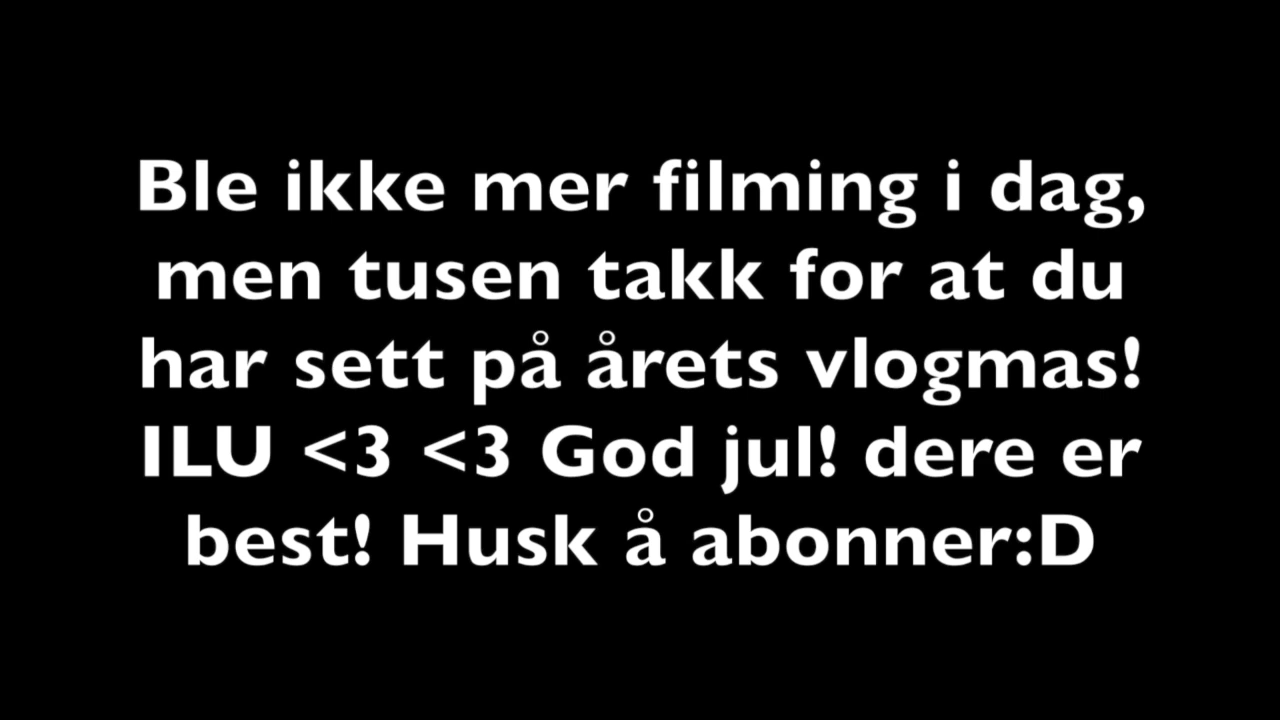 Ble ikke mer filming i dag,
men tusen takk for at du
har sett på årets vlogmas!
ILU <3 <3 God jul! dere er
best! Husk å abonner:D